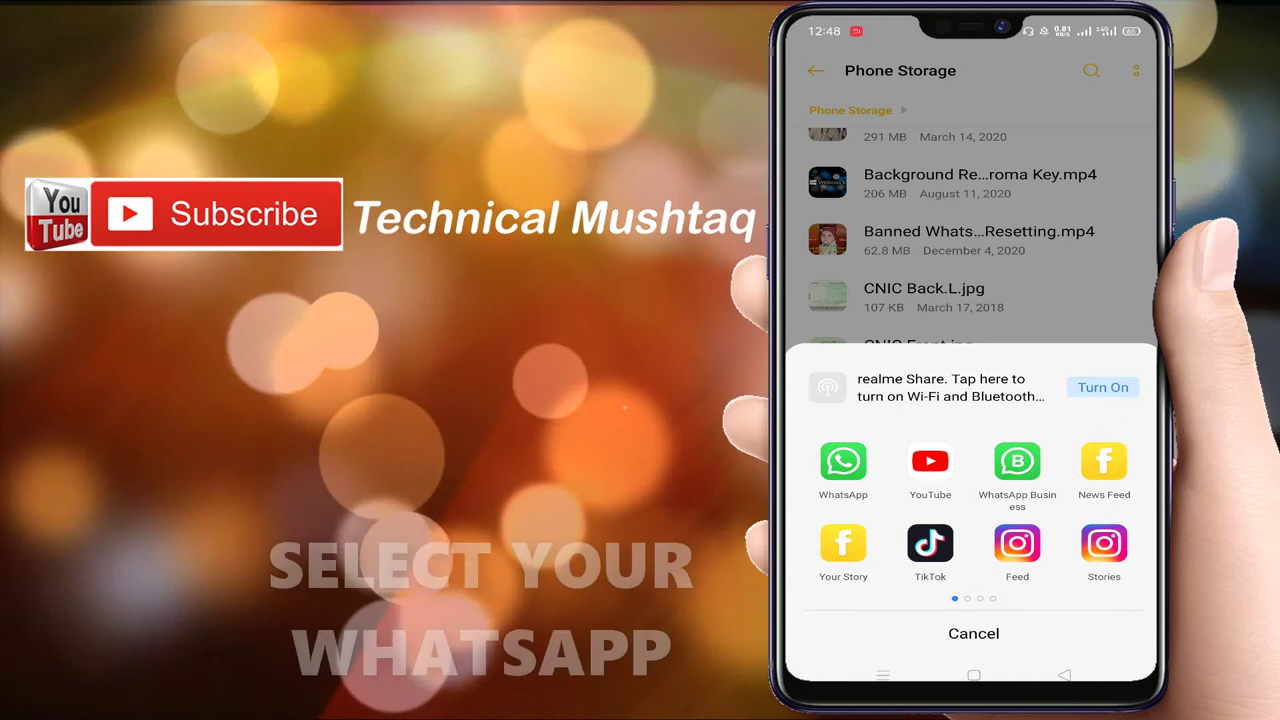 You
Tube
Subscribe
Technical Mushtaq
SELECT YOUR
WHATSAPP
12:48
0.81
Phone Storage
Phone Storage
291 MB March 14, 2020
Background Re...roma Key.mp4
206 MB August 11, 2020
Banned Whats...Resetting.mp4
62.8 MB December 4, 2020
CNIC Back.L.jpg
107 KB March 17, 2018
realme Share. Tap here to
turn on Wi-Fi and Bluetooth...
Turn On
WhatsApp
YouTube
WhatsApp Busin
ess
News Feed
Your Story
TikTok
Feed
Stories
Cancel